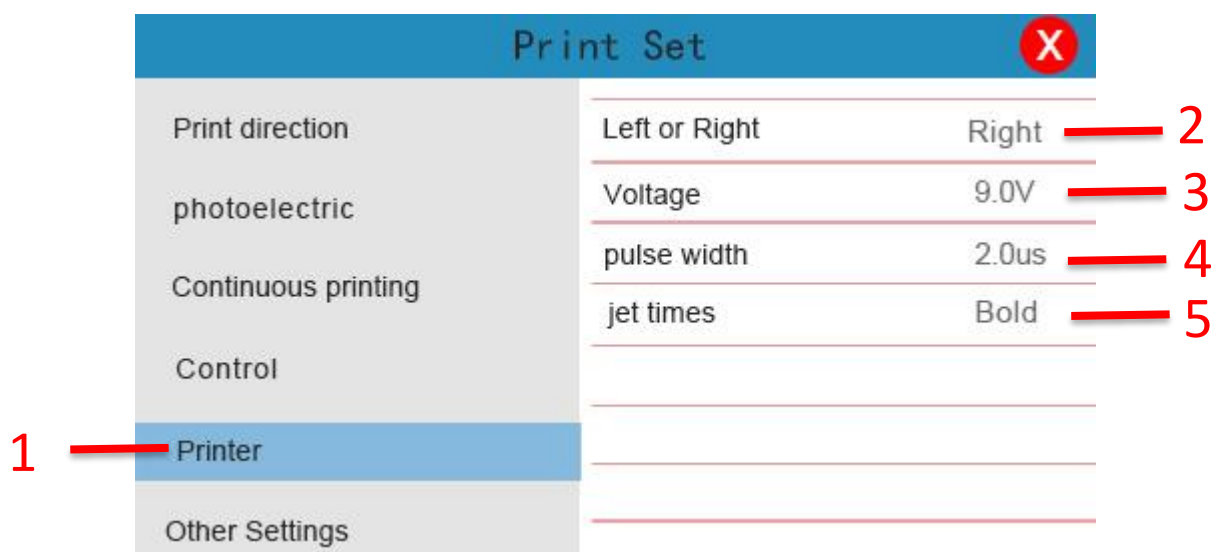 Print Set X
Print direction
photoelectric
Continuous printing
Control
1 Printer
Other Settings
Left or Right Right 2
Voltage 9.0V 3
pulse width 2.0us 4
jet times Bold 5